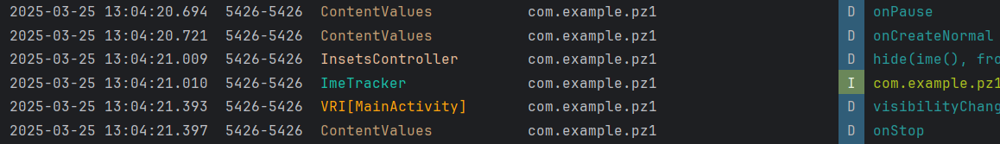 2025-03-25 13:04:20.694 5426-5426 ContentValues com.example.pz1 D onPause
2025-03-25 13:04:20.721 5426-5426 ContentValues com.example.pz1 D onCreateNormal
2025-03-25 13:04:21.009 5426-5426 InsetsController com.example.pz1 D hide(ime(), fro
2025-03-25 13:04:21.010 5426-5426 ImeTracker com.example.pz1 I com.example.pz1
2025-03-25 13:04:21.393 5426-5426 VRI[MainActivity] com.example.pz1 D visibilityChang
2025-03-25 13:04:21.397 5426-5426 ContentValues com.example.pz1 D onStop